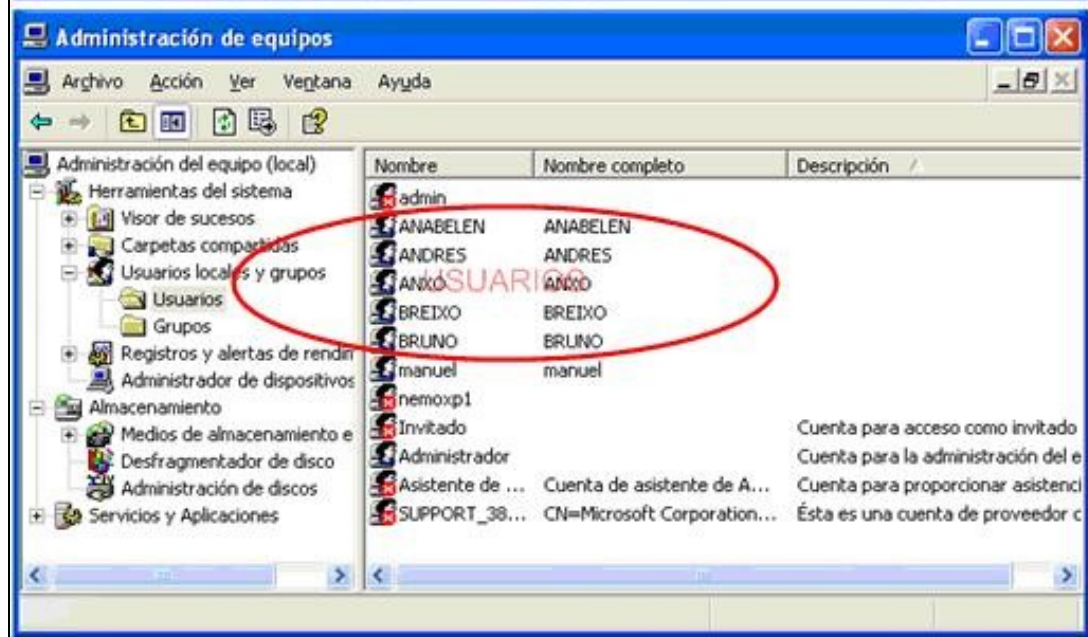 Administración de equipos
Archivo Acción Ver Ventana Ayuda
Administración del equipo (local)
Herramientas del sistema
Visor de sucesos
Carpetas compartidas
Usuarios locales y grupos
Usuarios
Grupos
Registros y alertas de rendin
Administrador de dispositivos
Almacenamiento
Medios de almacenamiento e
Desfragmentador de disco
Administración de discos
Servicios y Aplicaciones
Nombre Nombre completo Descripción
admin
ANABELEN ANABELEN
ANDRES ANDRES
ANXO ANXO
USUARIOS
BREIXO BREIXO
BRUNO BRUNO
manuel manuel
nemoxp1
Invitado Cuenta para acceso como invitado
Administrador Cuenta para la administración del e
Asistente de ... Cuenta de asistente de A... Cuenta para proporcionar asistenci
SUPPORT_38... CN=Microsoft Corporation... Ésta es una cuenta de proveedor c